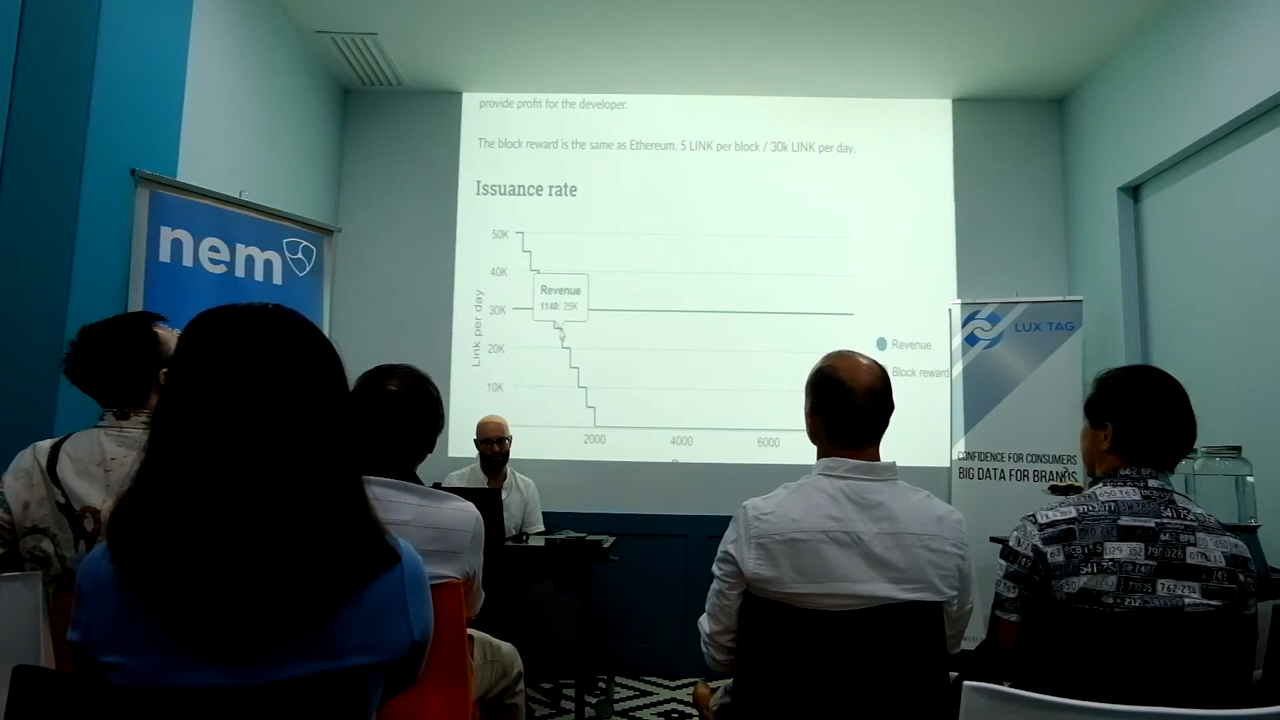 provide profit for the developer.
The block reward is the same as Ethereum. 5 LINK per block / 30k LINK per day.
Issuance rate
50K
40K
30K
20K
10K
Link per day
Revenue
1140: 25K
2000
4000
6000
Revenue
Block reward
nem
LUX TAG
CONFIDENCE FOR CONSUMERS
BIG DATA FOR BRANDS